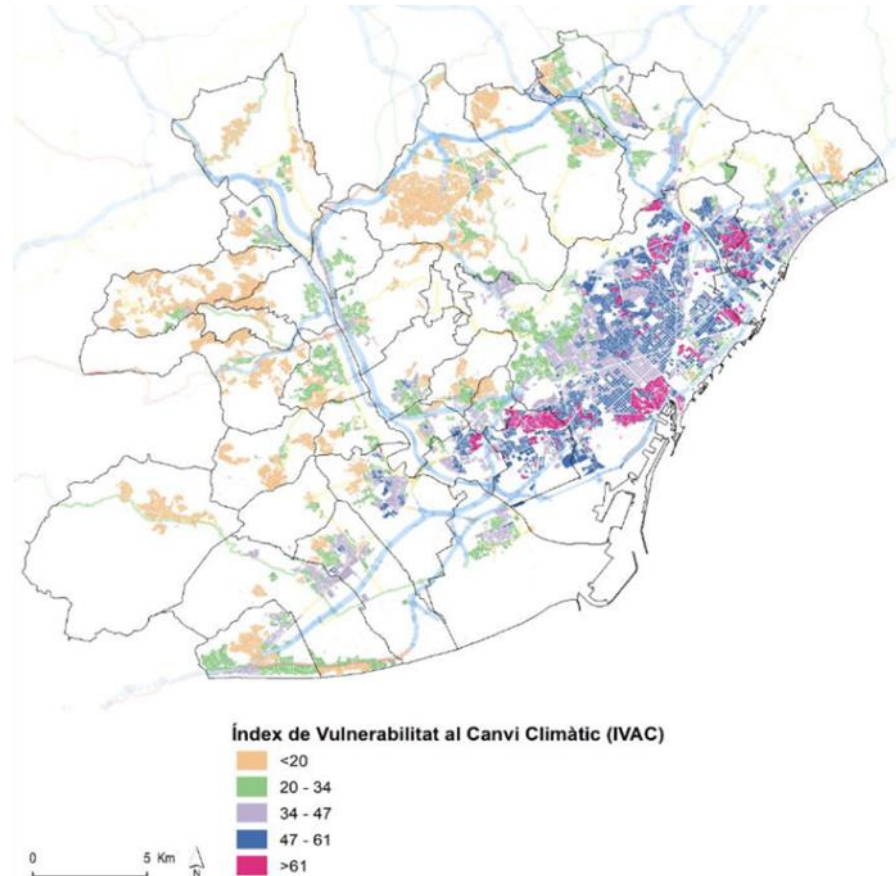 Índex de Vulnerabilitat al Canvi Climàtic (IVAC)
<20
20 - 34
34 - 47
47 - 61
>61
0 5 Km
N